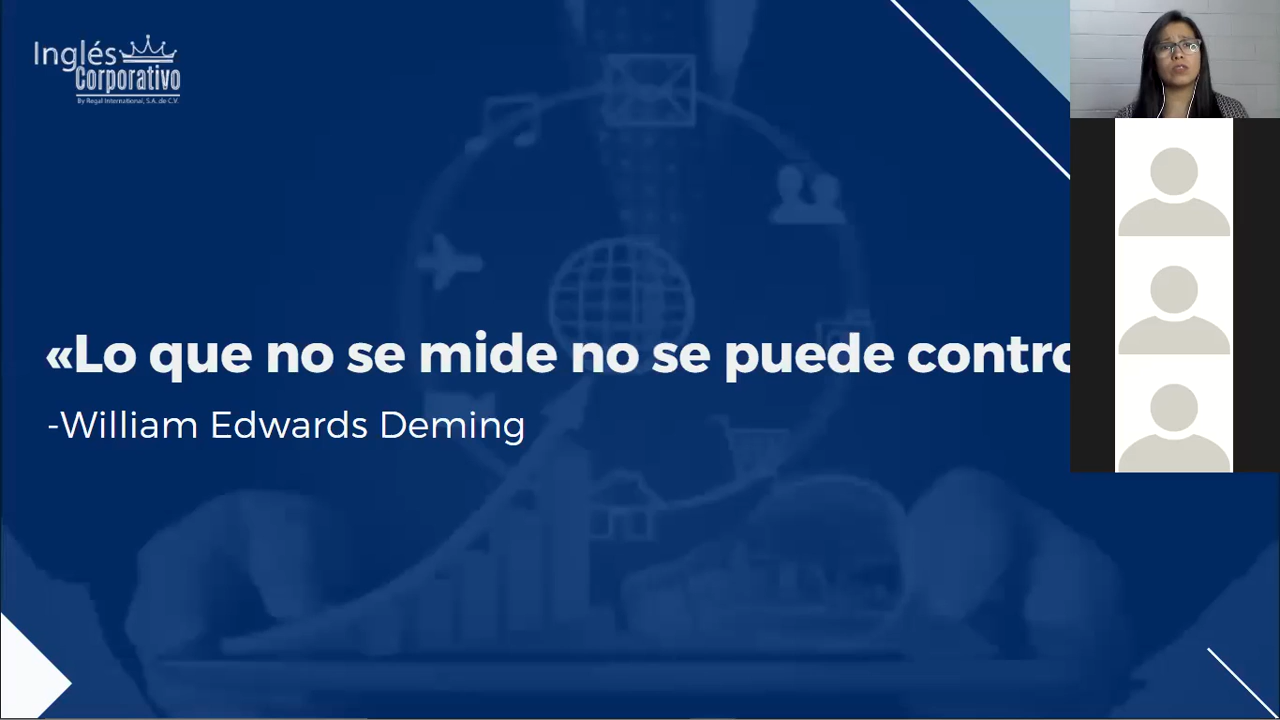 Inglés
Corporativo
By Regal International, S.A. de C.V.
«Lo que no se mide no se puede contro
-William Edwards Deming